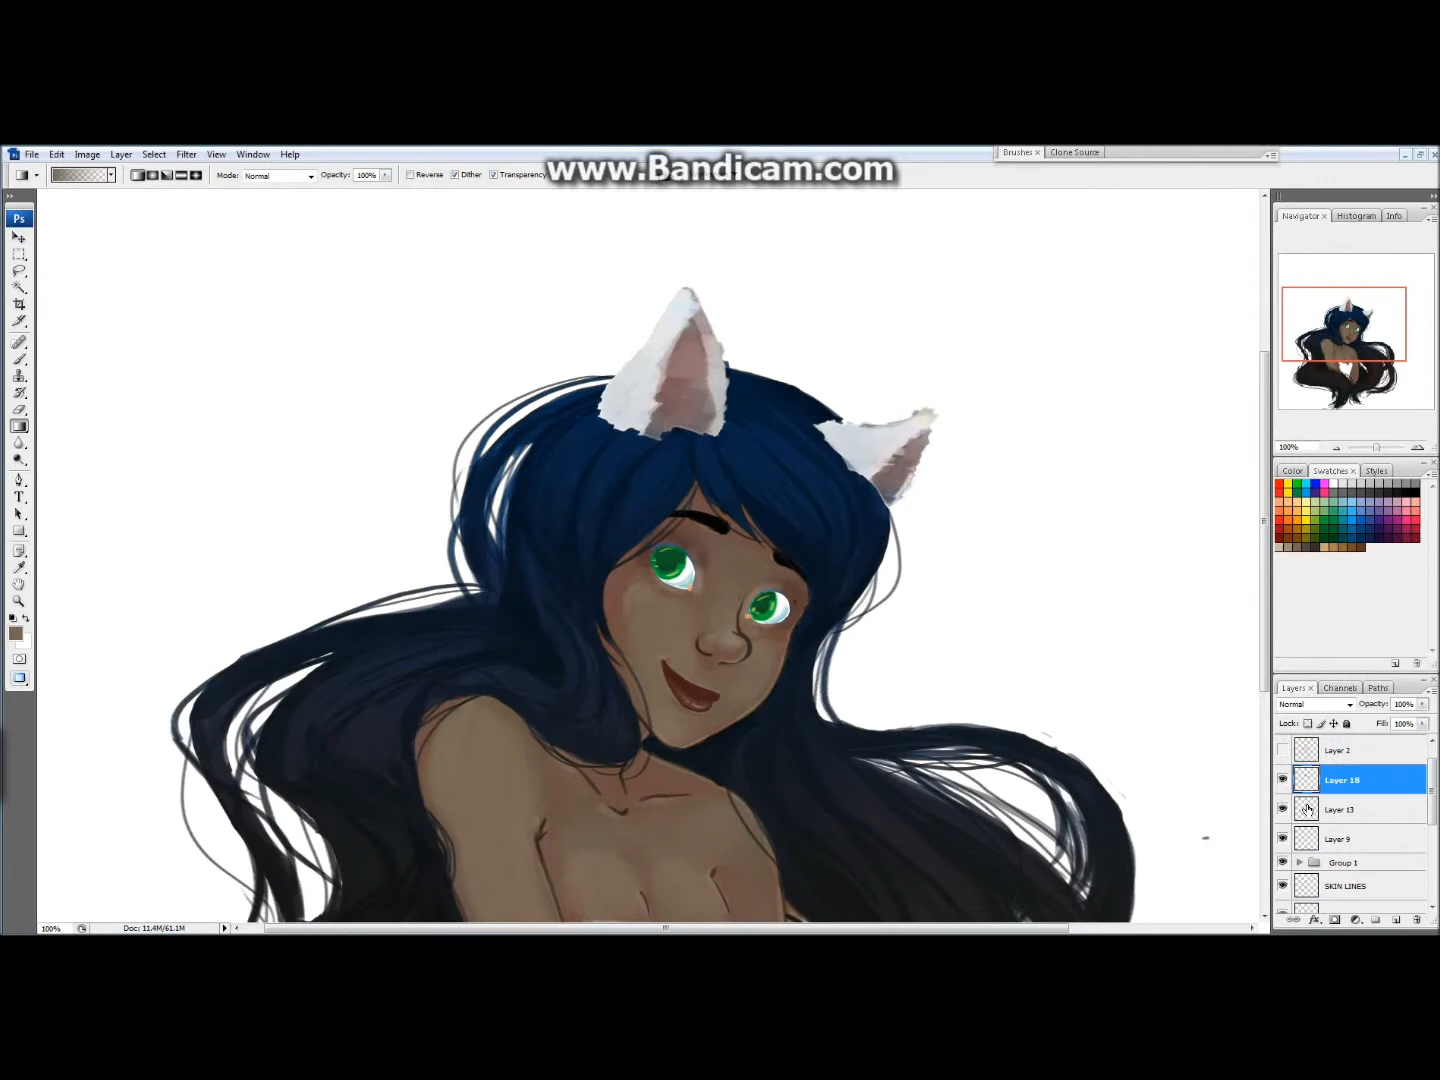 www.Bandicam.com
Brushes × Clone Source
File Edit Image Layer Select Filter View Window Help
Mode: Normal Opacity: 100% Reverse Dither Transparency
Ps
Navigator × Histogram Info
100%
Color Swatches × Styles
Layers × Channels Paths
Normal Opacity: 100%
Lock: Fill: 100%
Layer 2
Layer 18
Layer 13
Layer 9
Group 1
SKIN LINES
100% Doc: 11.4M/61.1M